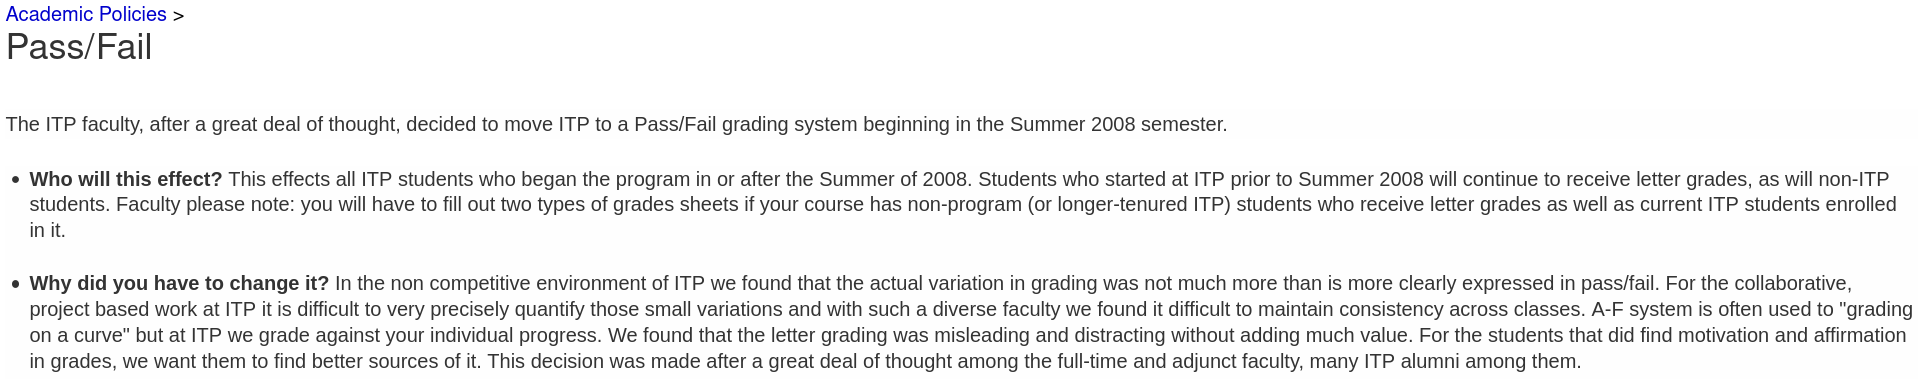 Academic Policies >
Pass/Fail
The ITP faculty, after a great deal of thought, decided to move ITP to a Pass/Fail grading system beginning in the Summer 2008 semester.
• Who will this effect? This effects all ITP students who began the program in or after the Summer of 2008. Students who started at ITP prior to Summer 2008 will continue to receive letter grades, as will non-ITP
students. Faculty please note: you will have to fill out two types of grades sheets if your course has non-program (or longer-tenured ITP) students who receive letter grades as well as current ITP students enrolled
in it.
• Why did you have to change it? In the non competitive environment of ITP we found that the actual variation in grading was not much more than is more clearly expressed in pass/fail. For the collaborative,
project based work at ITP it is difficult to very precisely quantify those small variations and with such a diverse faculty we found it difficult to maintain consistency across classes. A-F system is often used to "grading
on a curve" but at ITP we grade against your individual progress. We found that the letter grading was misleading and distracting without adding much value. For the students that did find motivation and affirmation
in grades, we want them to find better sources of it. This decision was made after a great deal of thought among the full-time and adjunct faculty, many ITP alumni among them.